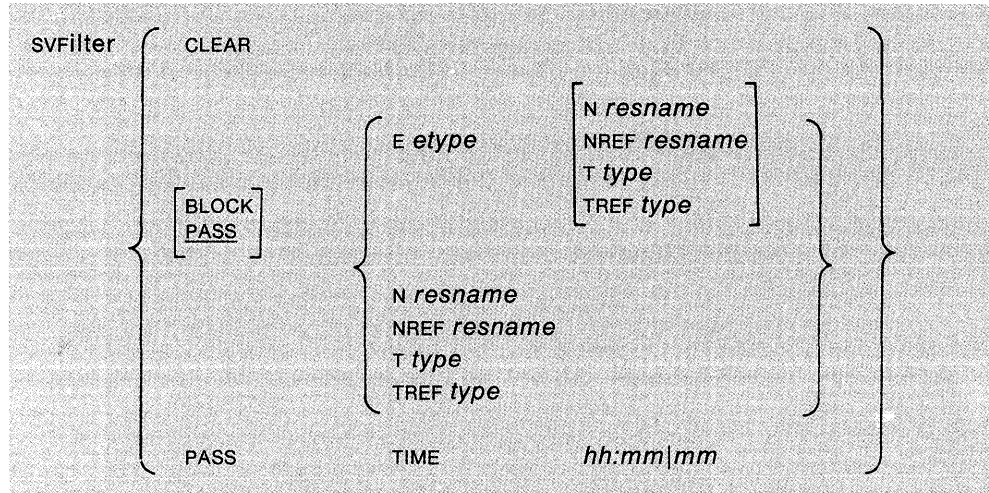 SVFilter CLEAR
N resname
E etype NREF resname
T type
TREF type
BLOCK
PASS
N resname
NREF resname
T type
TREF type
PASS TIME hh:mm|mm